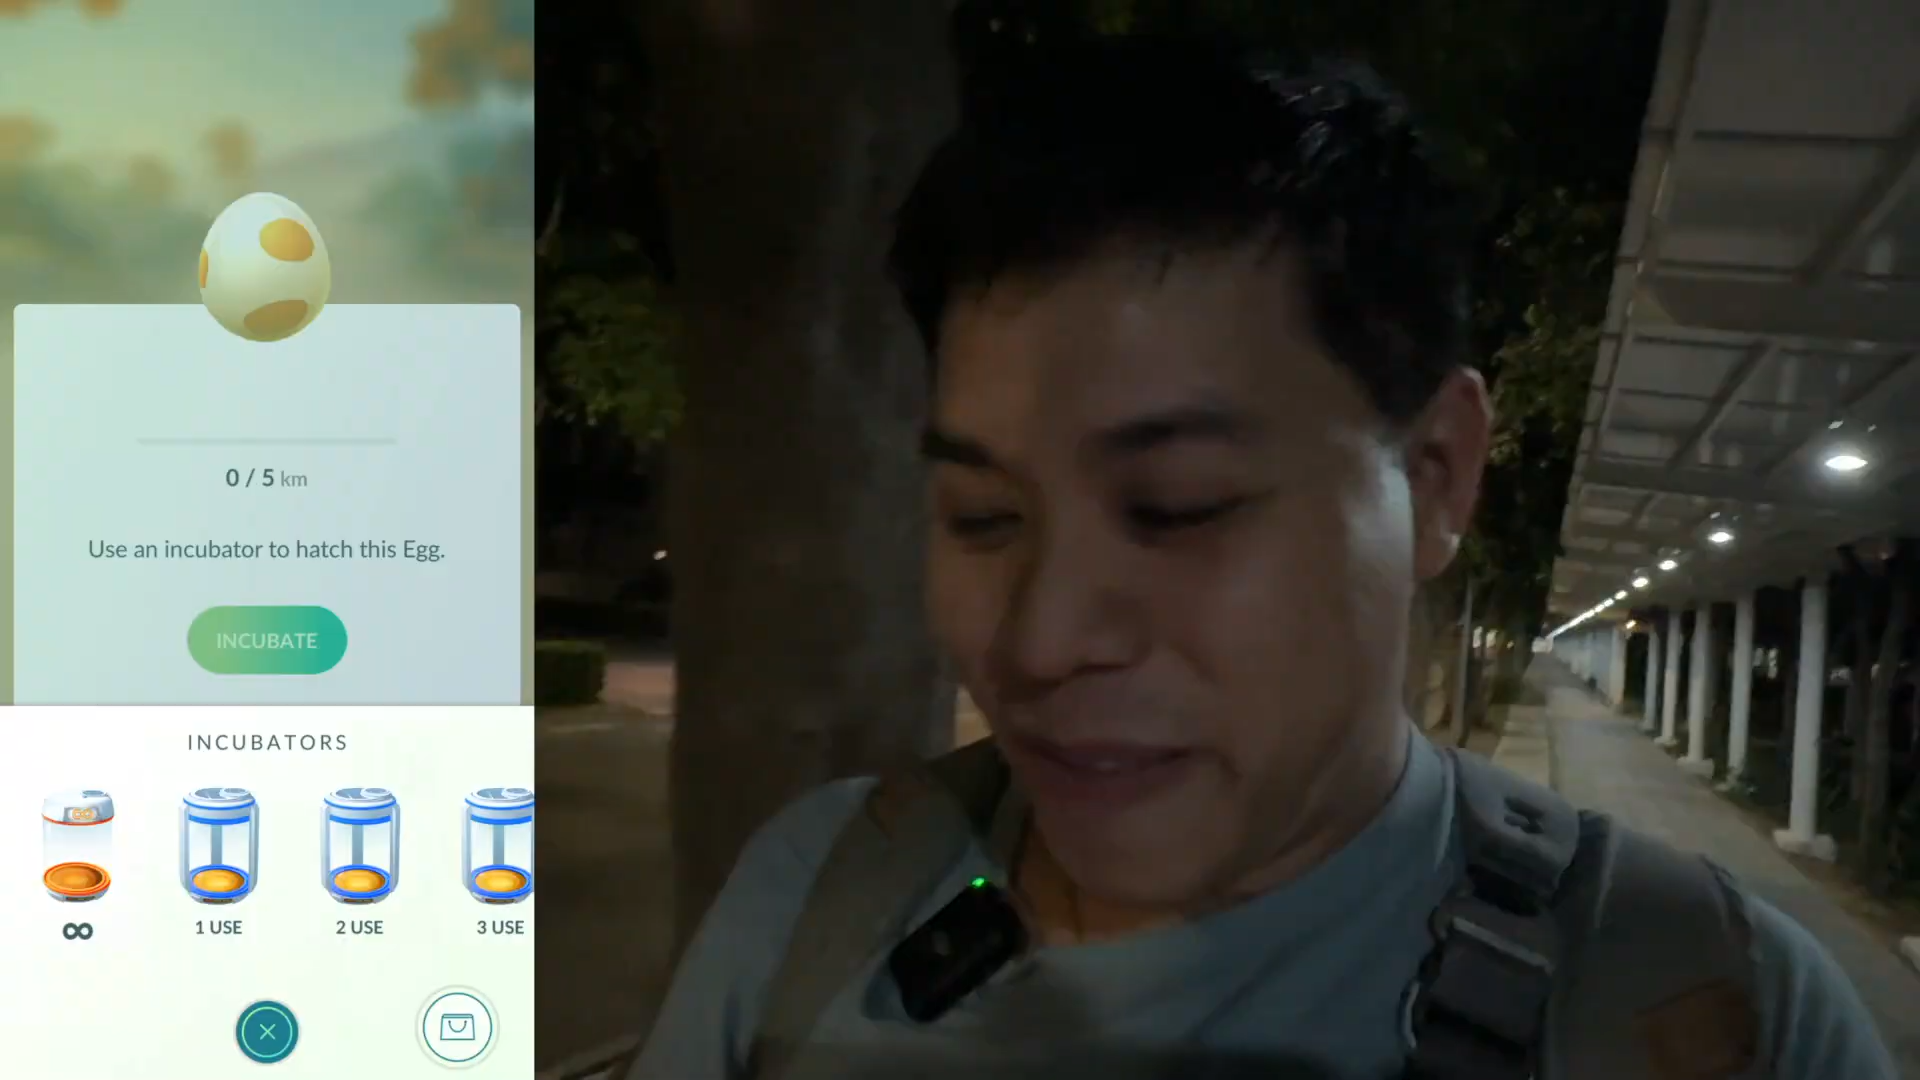 0 / 5 km
Use an incubator to hatch this Egg.
INCUBATE
INCUBATORS
∞
1 USE
2 USE
3 USE